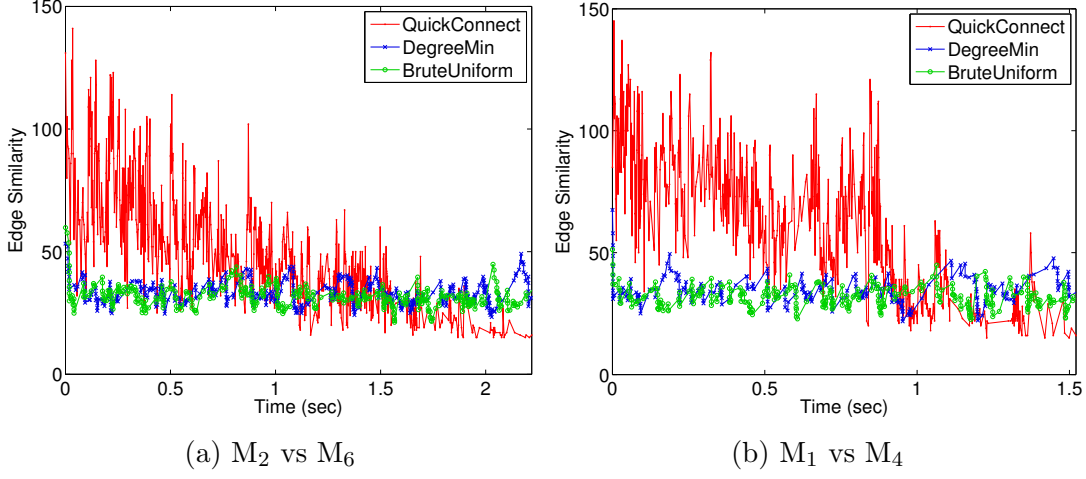 150
100
50
0
Edge Similarity
QuickConnect
DegreeMin
BruteUniform
0 0.5 1 1.5 2
Time (sec)
(a) M2 vs M6
150
100
50
0
Edge Similarity
QuickConnect
DegreeMin
BruteUniform
0 0.5 1 1.5
Time (sec)
(b) M1 vs M4